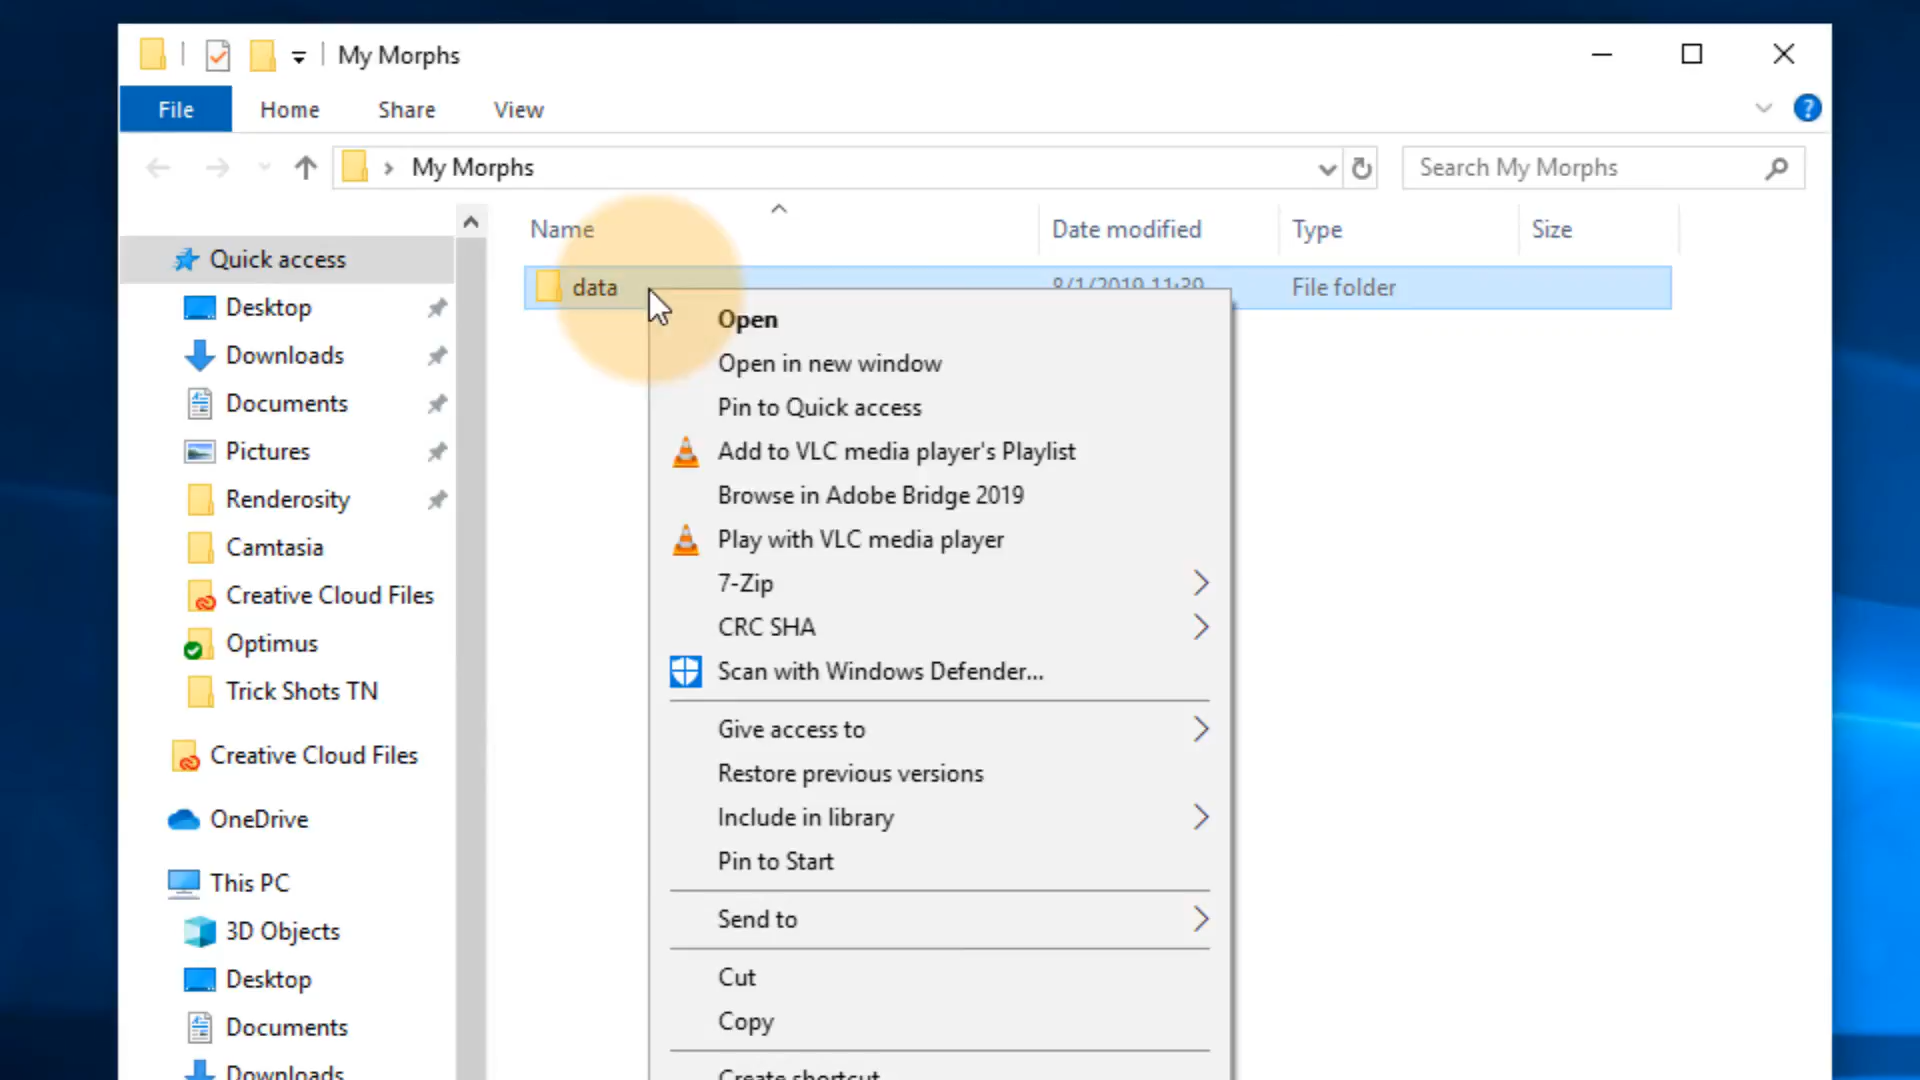 My Morphs
File Home Share View
My Morphs
Search My Morphs
Name Date modified Type Size
Quick access
Desktop
Downloads
Documents
Pictures
Renderosity
Camtasia
Creative Cloud Files
Optimus
Trick Shots TN
Creative Cloud Files
OneDrive
This PC
3D Objects
Desktop
Documents
Downloads
data 8/1/2019 11:39 File folder
Open
Open in new window
Pin to Quick access
Add to VLC media player's Playlist
Browse in Adobe Bridge 2019
Play with VLC media player
7-Zip
CRC SHA
Scan with Windows Defender...
Give access to
Restore previous versions
Include in library
Pin to Start
Send to
Cut
Copy
Create shortcut